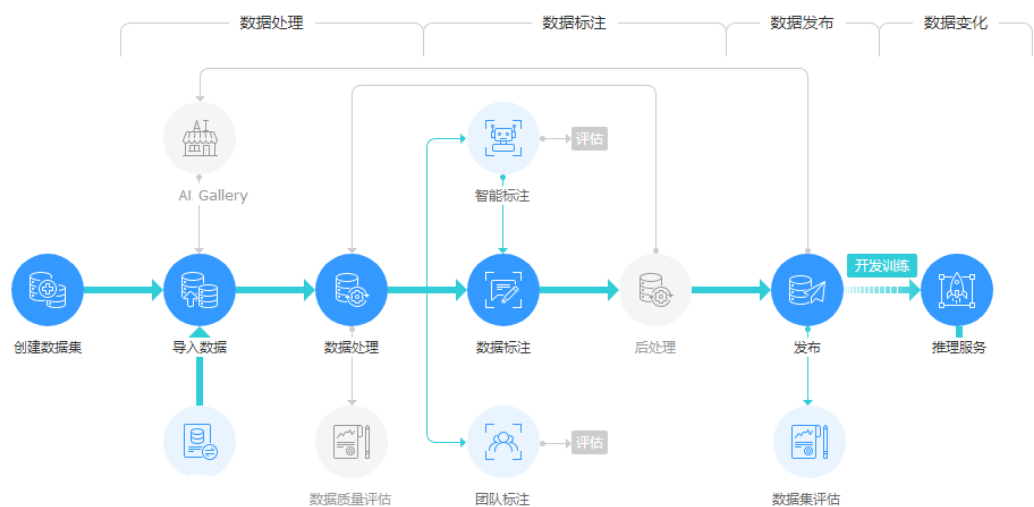 数据处理
数据标注
数据发布
数据变化
AI
评估
AI Gallery
智能标注
开发训练
创建数据集
导入数据
数据处理
数据标注
后处理
发布
推理服务
评估
数据质量评估
团队标注
数据集评估